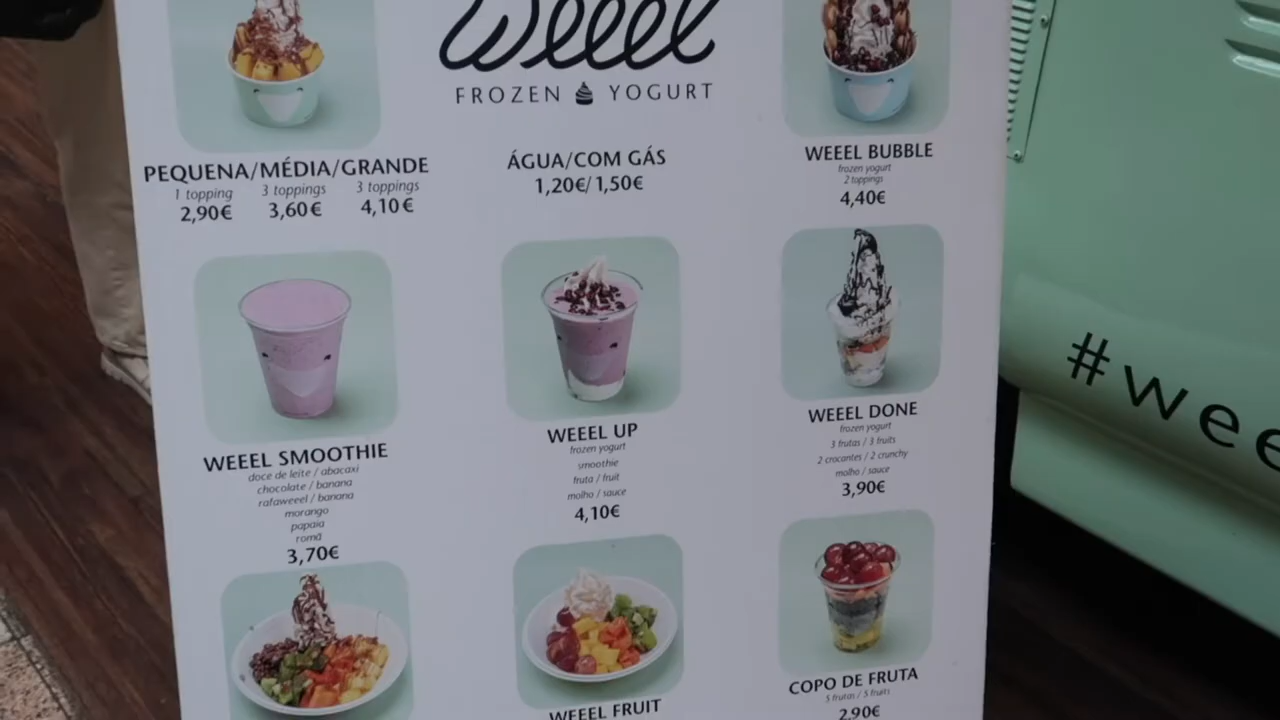 Weeel
FROZEN YOGURT
PEQUENA/MÉDIA/GRANDE
1 topping 3 toppings 3 toppings
2,90€ 3,60€ 4,10€
ÁGUA/COM GÁS
1,20€/1,50€
WEEEL BUBBLE
frozen yogurt
2 toppings
4,40€
WEEEL SMOOTHIE
doce de leite / abacaxi
chocolate / banana
rafaweeel / banana
morango
papaia
romã
3,70€
WEEEL UP
frozen yogurt
smoothie
fruta / fruit
molho / sauce
4,10€
WEEEL DONE
frozen yogurt
3 frutas / 3 fruits
2 crocantes / 2 crunchy
molho / sauce
3,90€
WEEEL FRUIT
COPO DE FRUTA
5 frutas / 5 fruits
2,90€
#wee